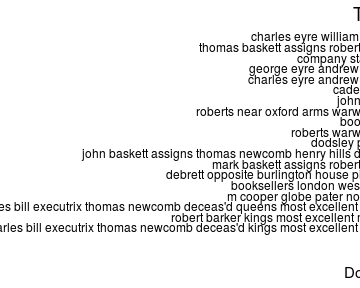 T
charles eyre william
thomas baskett assigns robert
company sta
george eyre andrew
charles eyre andrew
cade
john
roberts near oxford arms warw
boo
roberts warw
dodsley p
john baskett assigns thomas newcomb henry hills d
mark baskett assigns robert
debrett opposite burlington house pi
booksellers london wes
m cooper globe pater no
es bill executrix thomas newcomb deceas'd queens most excellent
robert barker kings most excellent m
arles bill executrix thomas newcomb deceas'd kings most excellent
Do